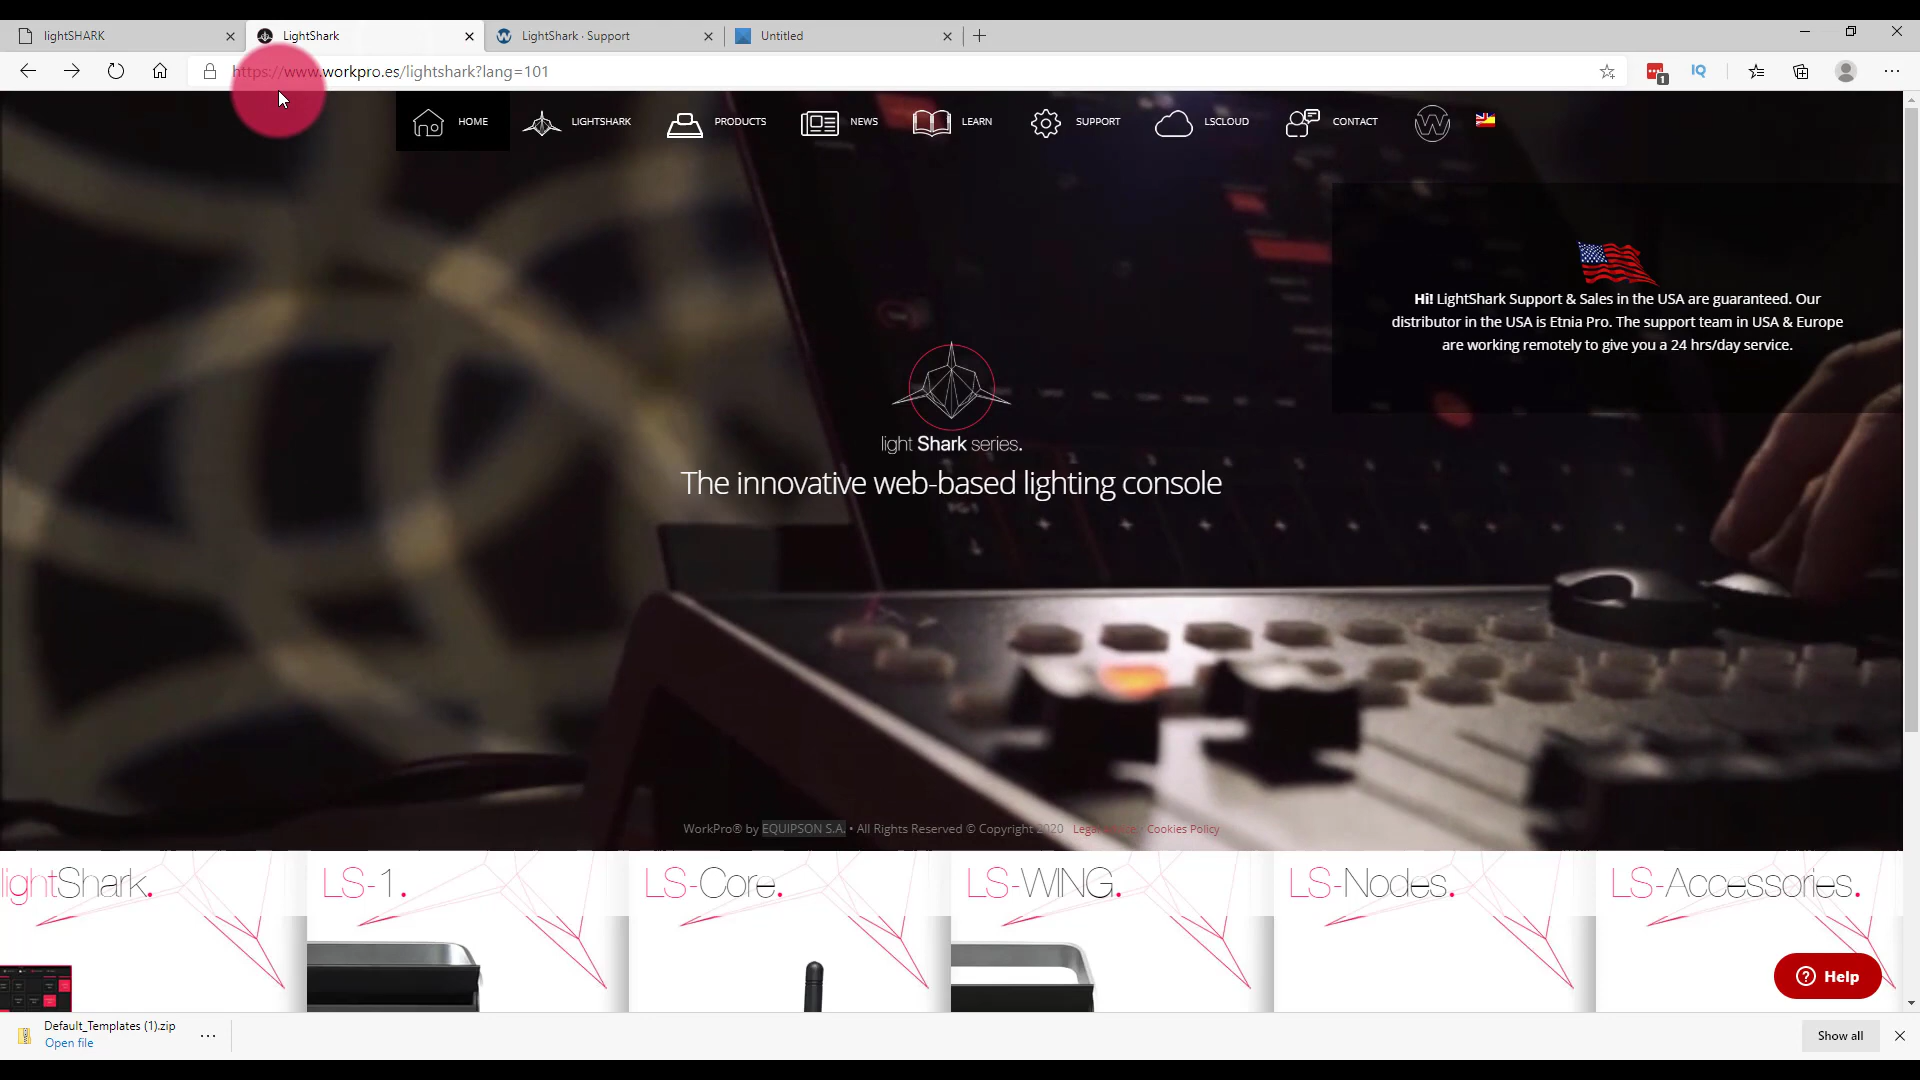 lightSHARK
LightShark
LightShark · Support
Untitled
https://www.workpro.es/lightshark?lang=101
1
IQ
HOME
LIGHTSHARK
PRODUCTS
NEWS
LEARN
SUPPORT
LSCLOUD
CONTACT
Hi! LightShark Support & Sales in the USA are guaranteed. Our
distributor in the USA is Etnia Pro. The support team in USA & Europe
are working remotely to give you a 24 hrs/day service.
light Shark series.
The innovative web-based lighting console
WorkPro® by EQUIPSON S.A. • All Rights Reserved © Copyright 2020 Cookies Policy
lightShark.
LS-1.
LS-Core.
LS-WING.
LS-Nodes.
LS-Accessories.
Help
Default_Templates (1).zip
Open file
Show all